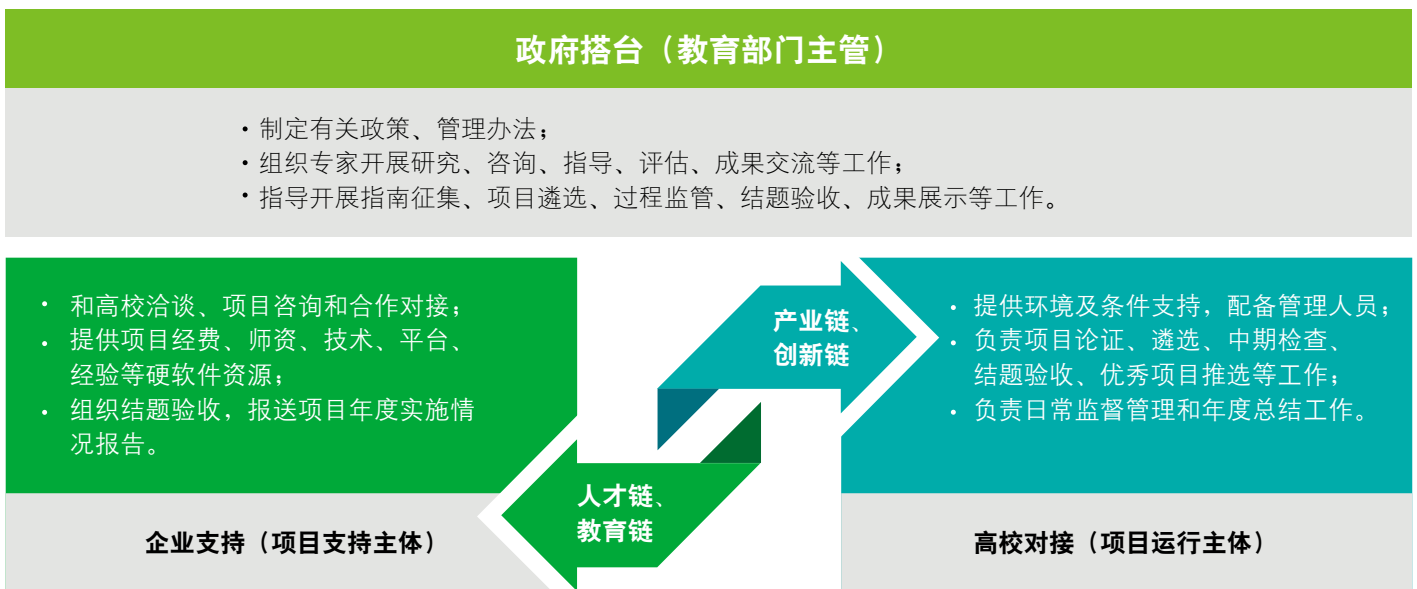 政府搭台（教育部门主管）
·制定有关政策、管理办法；
·组织专家开展研究、咨询、指导、评估、成果交流等工作；
·指导开展指南征集、项目遴选、过程监管、结题验收、成果展示等工作。
·和高校洽谈、项目咨询和合作对接；
·提供项目经费、师资、技术、平台、
经验等硬软件资源；
·组织结题验收，报送项目年度实施情
况报告。
企业支持（项目支持主体）
产业链、
创新链
人才链、
教育链
·提供环境及条件支持，配备管理人员；
·负责项目论证、遴选、中期检查、
结题验收、优秀项目推选等工作；
·负责日常监督管理和年度总结工作。
高校对接（项目运行主体）